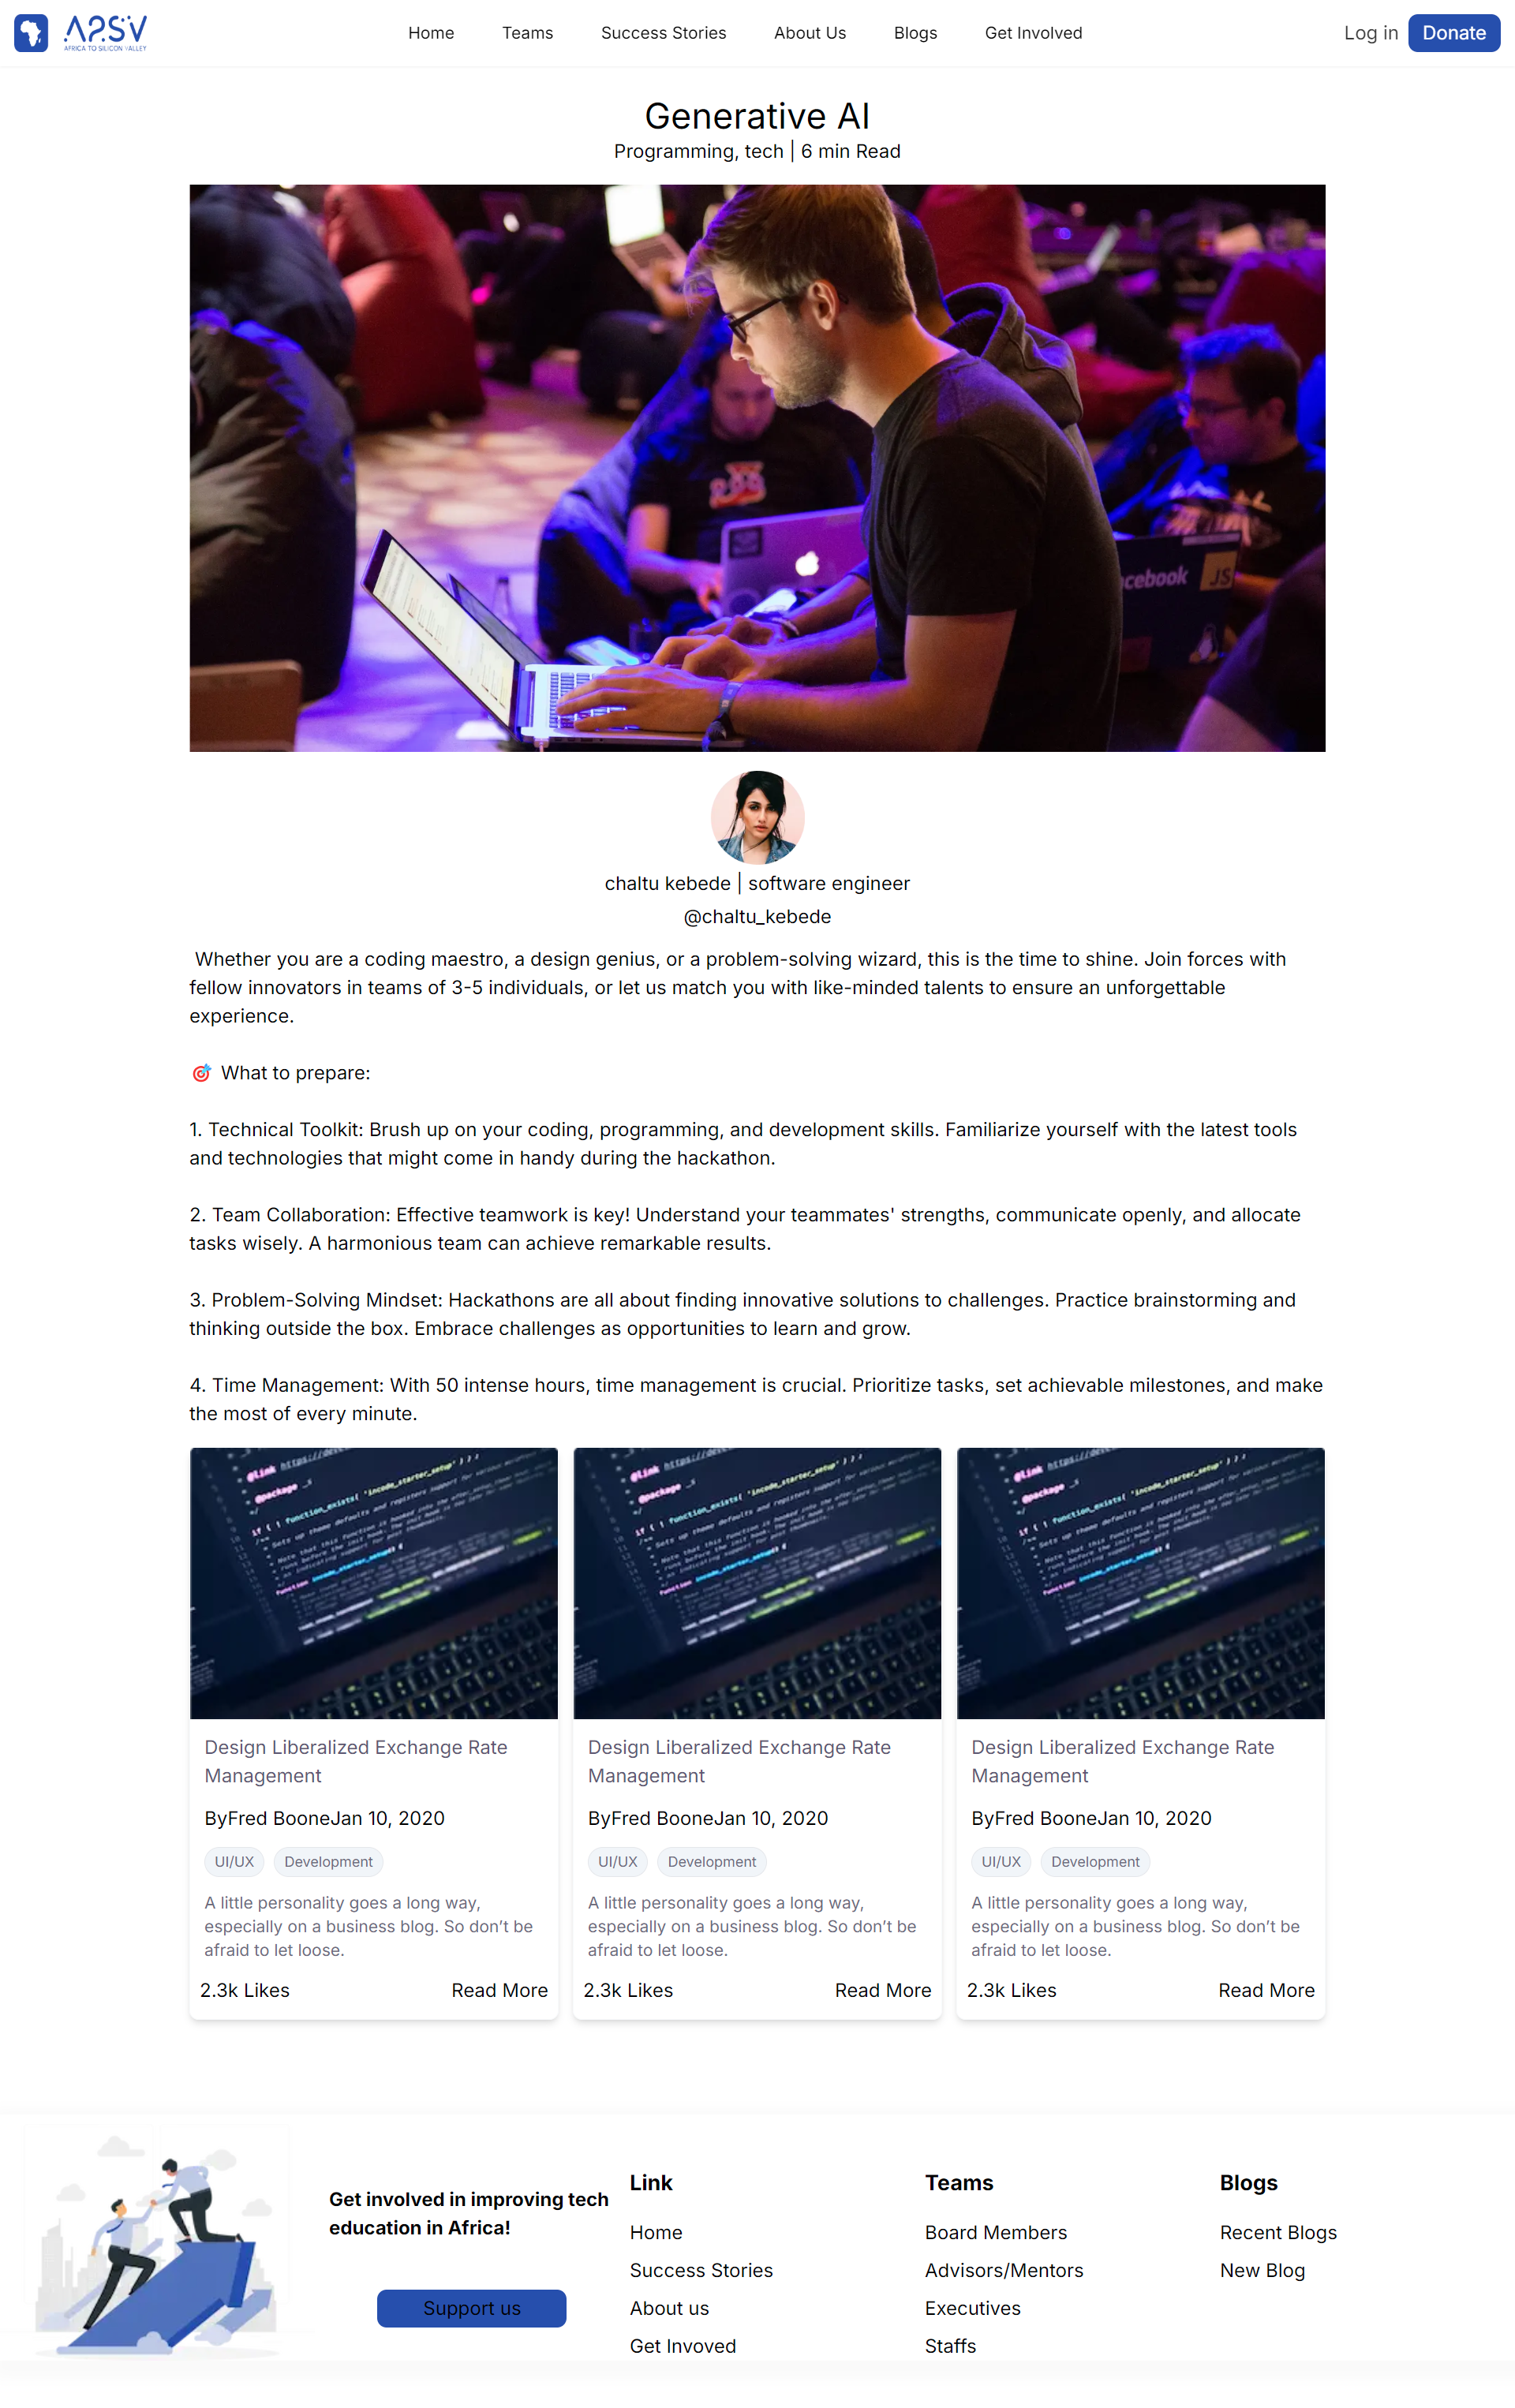 A2SV
AFRICA TO SILICON VALLEY
Home
Teams
Success Stories
About Us
Blogs
Get Involved
Log in
Donate
Generative AI
Programming, tech | 6 min Read
facebook
JS
chaltu kebede | software engineer
@chaltu_kebede
Whether you are a coding maestro, a design genius, or a problem-solving wizard, this is the time to shine. Join forces with
fellow innovators in teams of 3-5 individuals, or let us match you with like-minded talents to ensure an unforgettable
experience.
🎯 What to prepare:
1. Technical Toolkit: Brush up on your coding, programming, and development skills. Familiarize yourself with the latest tools
and technologies that might come in handy during the hackathon.
2. Team Collaboration: Effective teamwork is key! Understand your teammates' strengths, communicate openly, and allocate
tasks wisely. A harmonious team can achieve remarkable results.
3. Problem-Solving Mindset: Hackathons are all about finding innovative solutions to challenges. Practice brainstorming and
thinking outside the box. Embrace challenges as opportunities to learn and grow.
4. Time Management: With 50 intense hours, time management is crucial. Prioritize tasks, set achievable milestones, and make
the most of every minute.
Design Liberalized Exchange Rate
Management
ByFred BooneJan 10, 2020
UI/UX
Development
A little personality goes a long way,
especially on a business blog. So don’t be
afraid to let loose.
2.3k Likes
Read More
Design Liberalized Exchange Rate
Management
ByFred BooneJan 10, 2020
UI/UX
Development
A little personality goes a long way,
especially on a business blog. So don’t be
afraid to let loose.
2.3k Likes
Read More
Design Liberalized Exchange Rate
Management
ByFred BooneJan 10, 2020
UI/UX
Development
A little personality goes a long way,
especially on a business blog. So don’t be
afraid to let loose.
2.3k Likes
Read More
Get involved in improving tech
education in Africa!
Support us
Link
Home
Success Stories
About us
Get Invoved
Teams
Board Members
Advisors/Mentors
Executives
Staffs
Blogs
Recent Blogs
New Blog